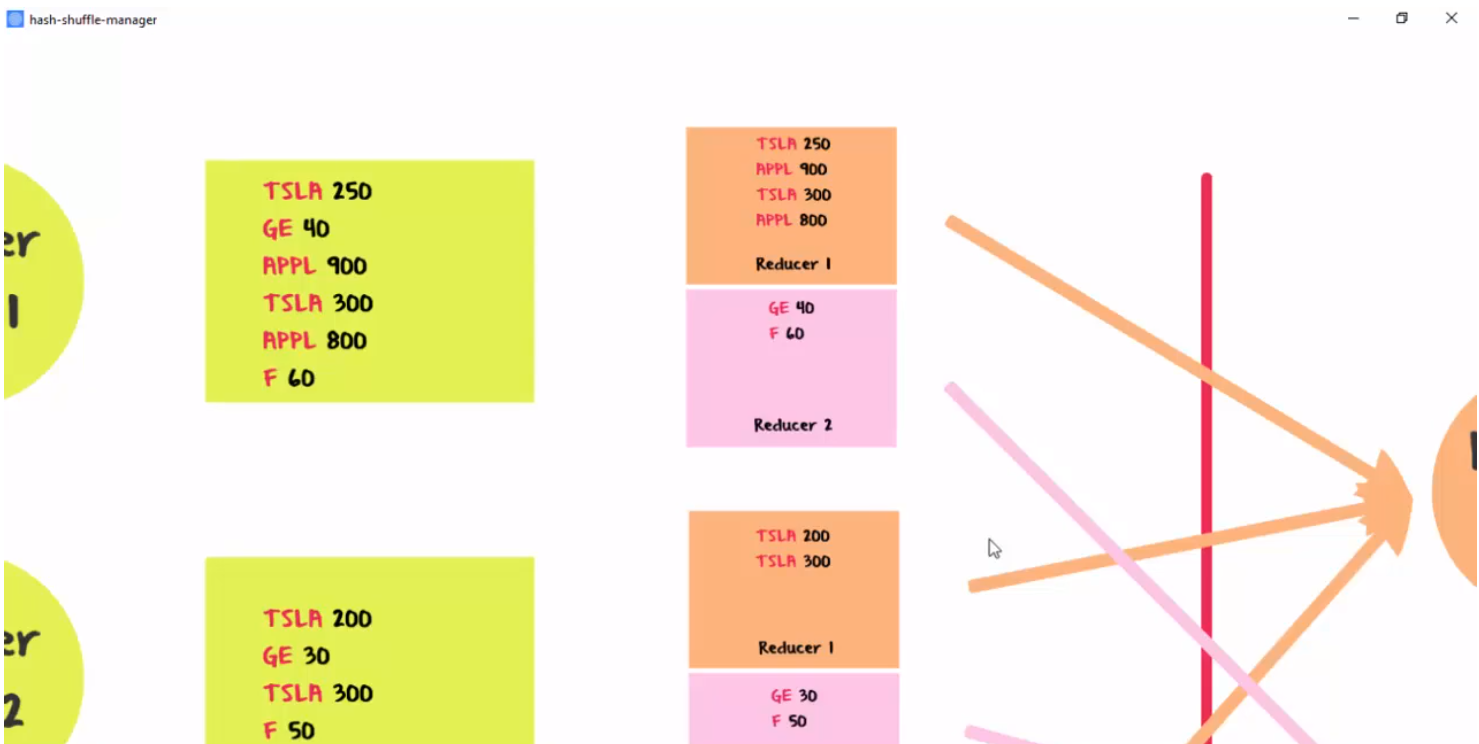 hash-shuffle-manager
er
1
TSLA 250
GE 40
APPL 900
TSLA 300
APPL 800
F 60
TSLA 250
APPL 900
TSLA 300
APPL 800
Reducer 1
GE 40
F 60
Reducer 2
er
2
TSLA 200
GE 30
TSLA 300
F 50
TSLA 200
TSLA 300
Reducer 1
GE 30
F 50